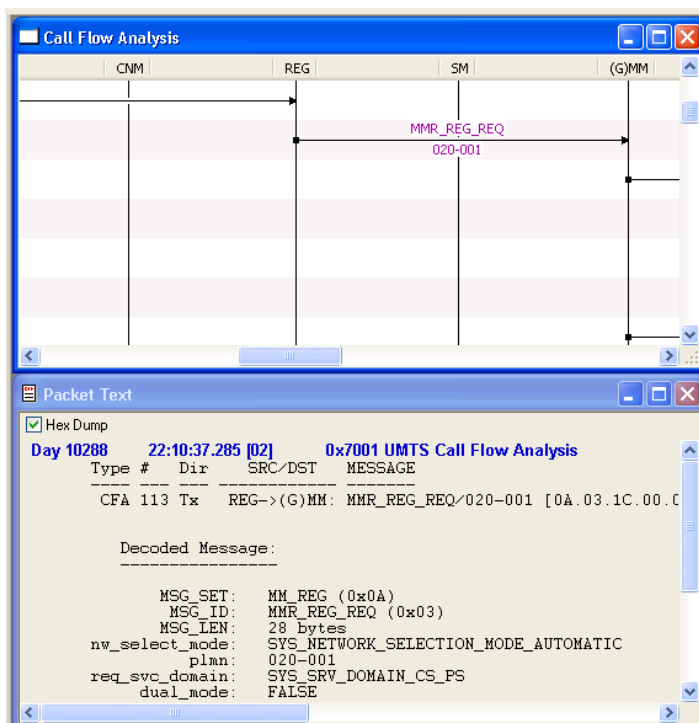 Call Flow Analysis
CNM REG SM (G)MM
MMR_REG_REQ
020-001
Packet Text
Hex Dump
Day 10288 22:10:37.285 [02] 0x7001 UMTS Call Flow Analysis
Type # Dir SRC/DST MESSAGE
---- --- --- ------------ -------
CFA 113 Tx REG->(G)MM: MMR_REG_REQ/020-001 [0A.03.1C.00.0
Decoded Message:
----------------
MSG_SET: MM_REG (0x0A)
MSG_ID: MMR_REG_REQ (0x03)
MSG_LEN: 28 bytes
nw_select_mode: SYS_NETWORK_SELECTION_MODE_AUTOMATIC
plmn: 020-001
req_svc_domain: SYS_SRV_DOMAIN_CS_PS
dual_mode: FALSE